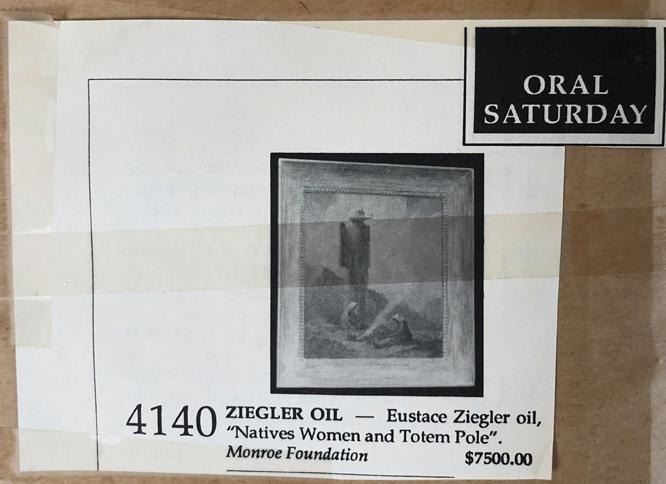 ORAL
SATURDAY
4140 ZIEGLER OIL — Eustace Ziegler oil,
“Natives Women and Totem Pole”.
Monroe Foundation $7500.00